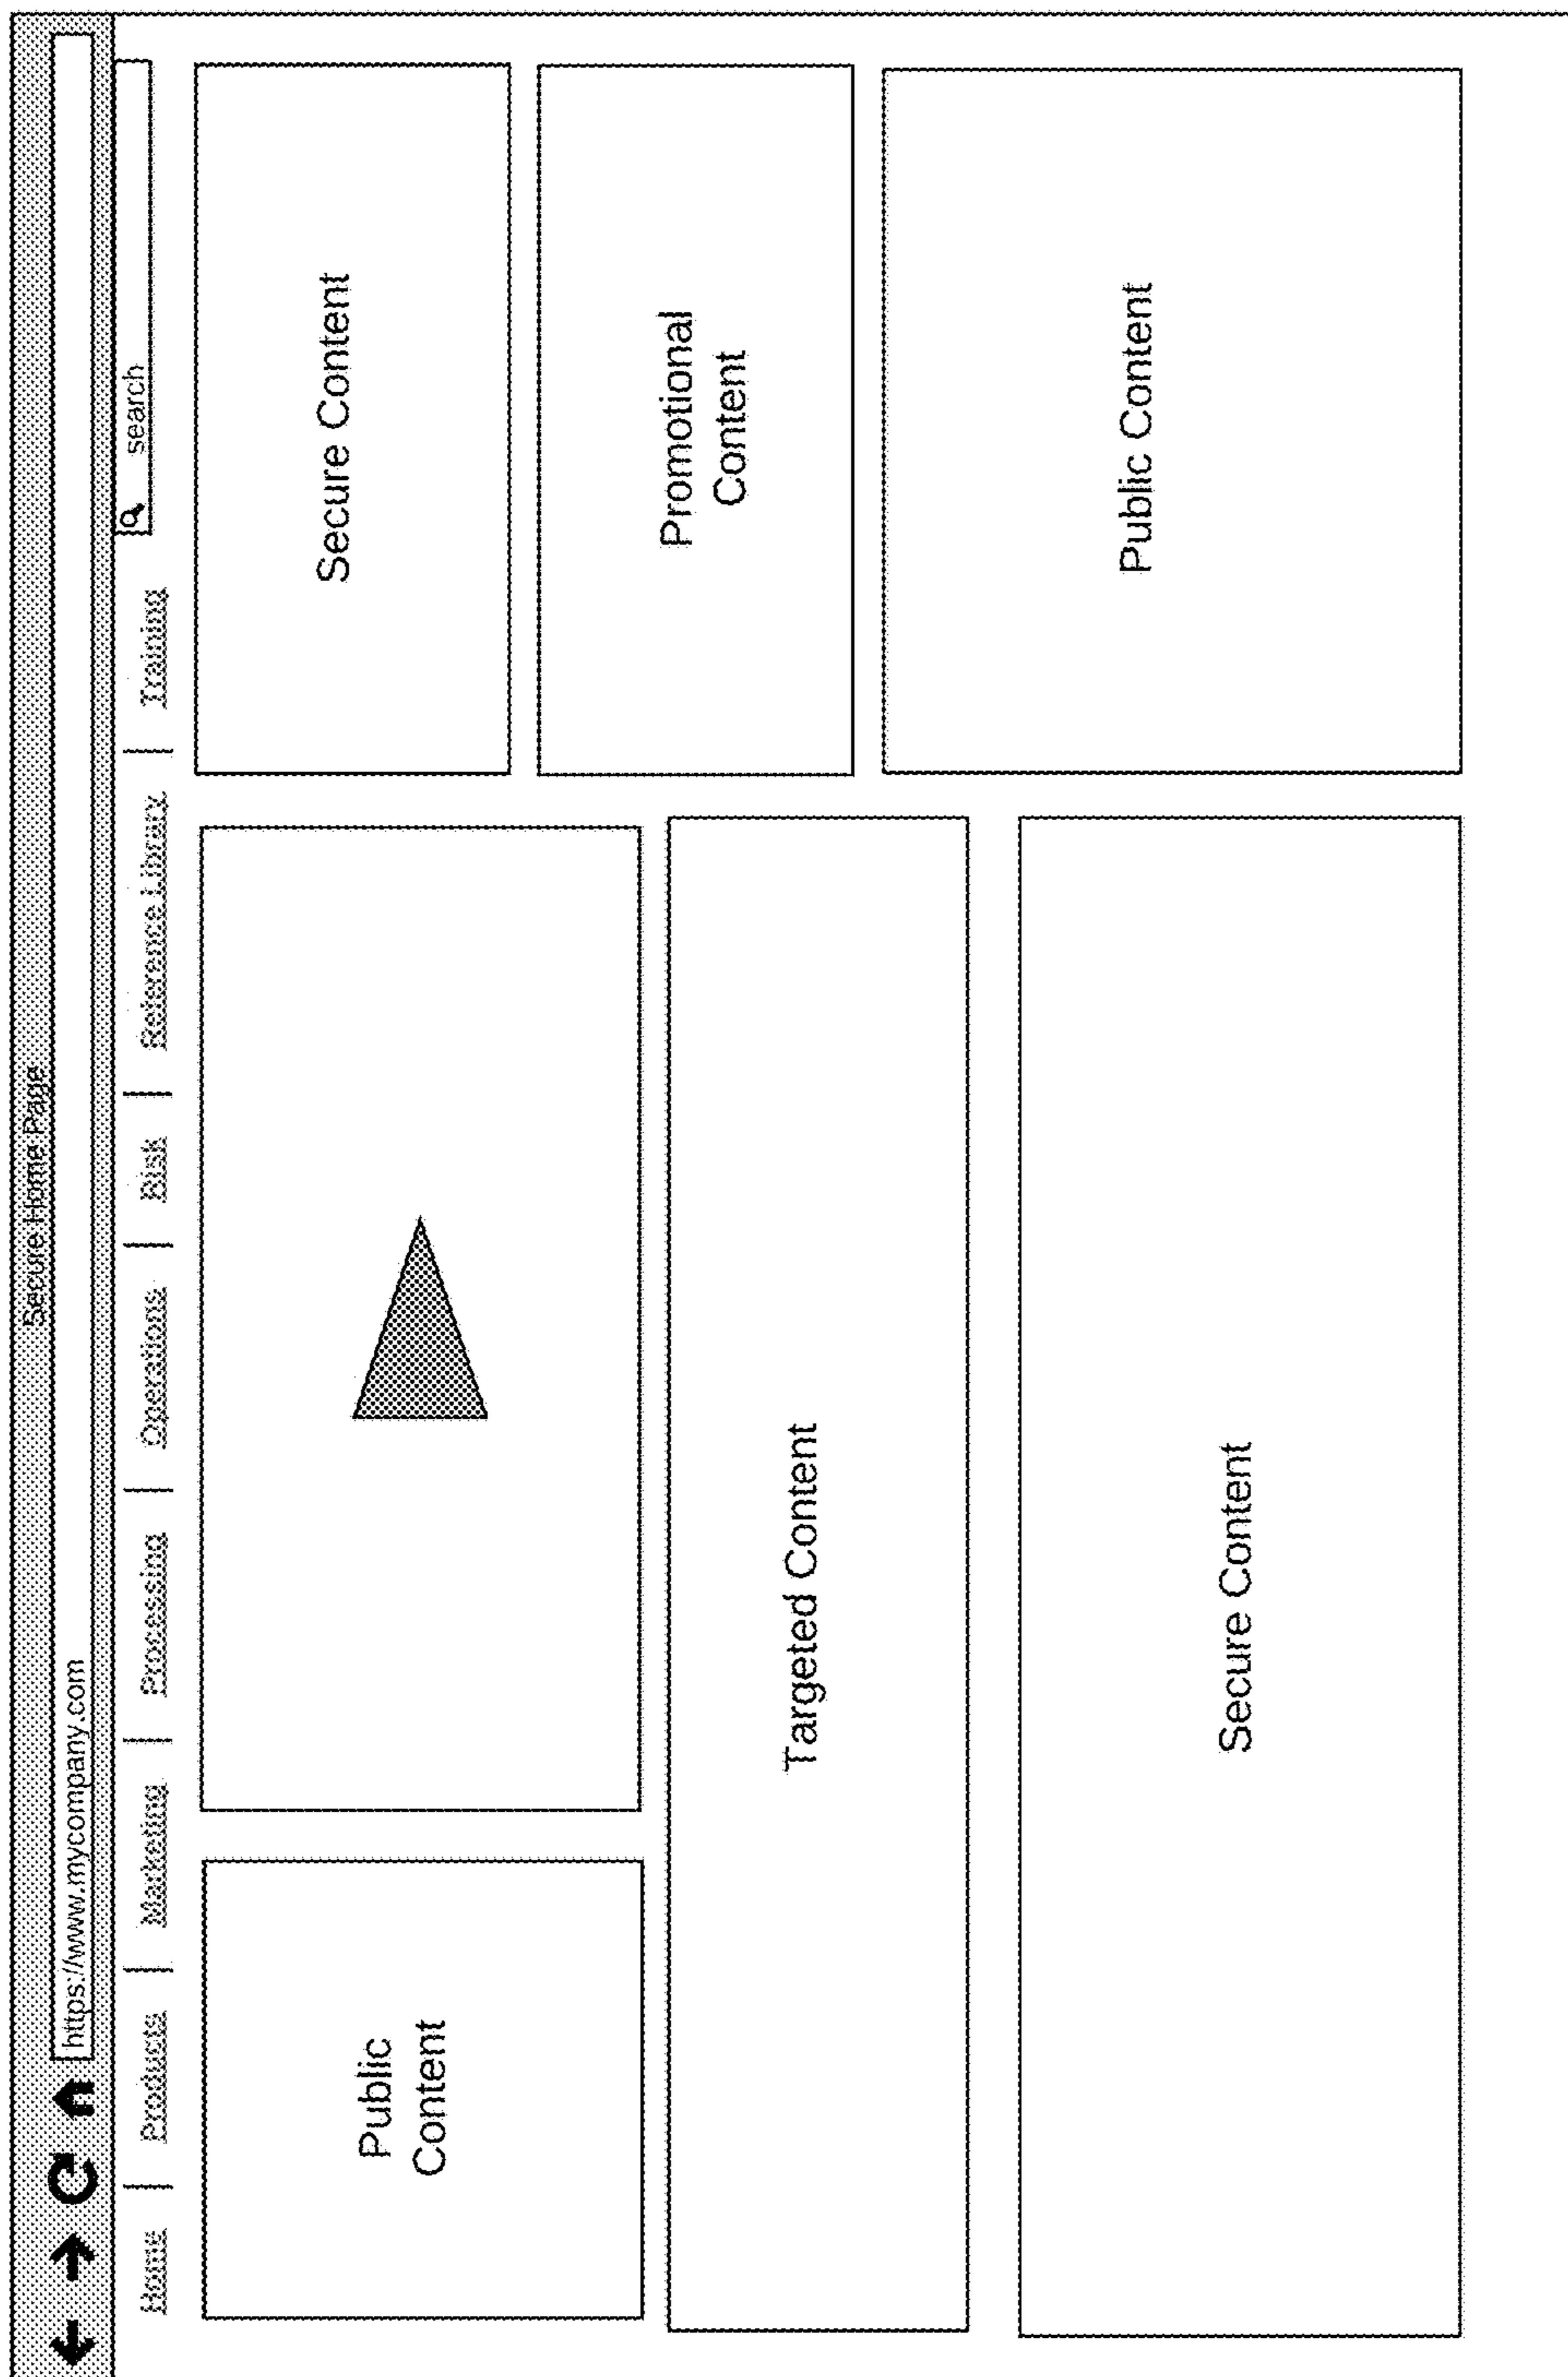 Secure Home Page
https://www.mycompany.com
Home | Products | Marketing | Processing | Operations | Risk | Reference Library | Training
search
Public
Content
Secure Content
Promotional
Content
Targeted Content
Public Content
Secure Content